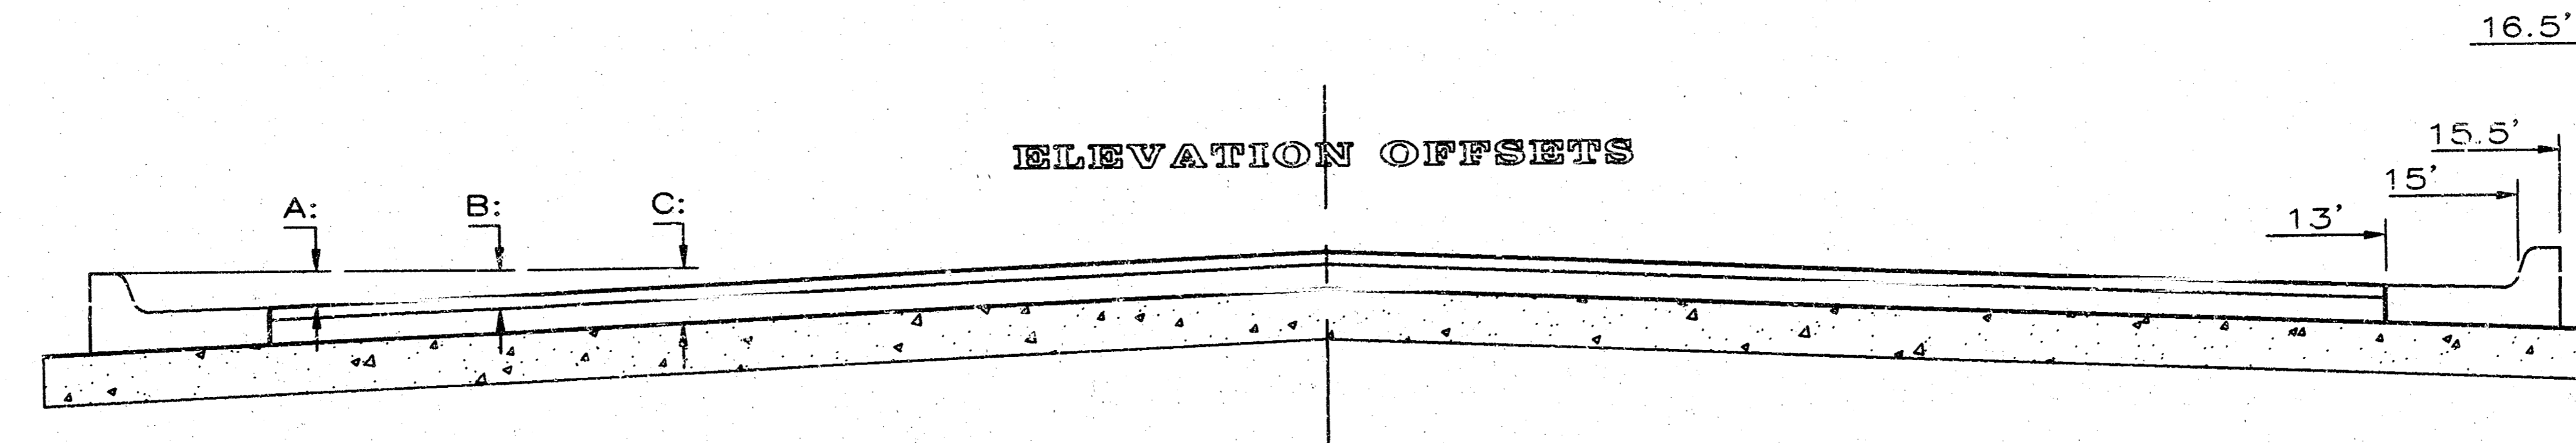 16.5'
15.5'
ELEVATION OFFSETS
15'
A:
B:
C:
13'